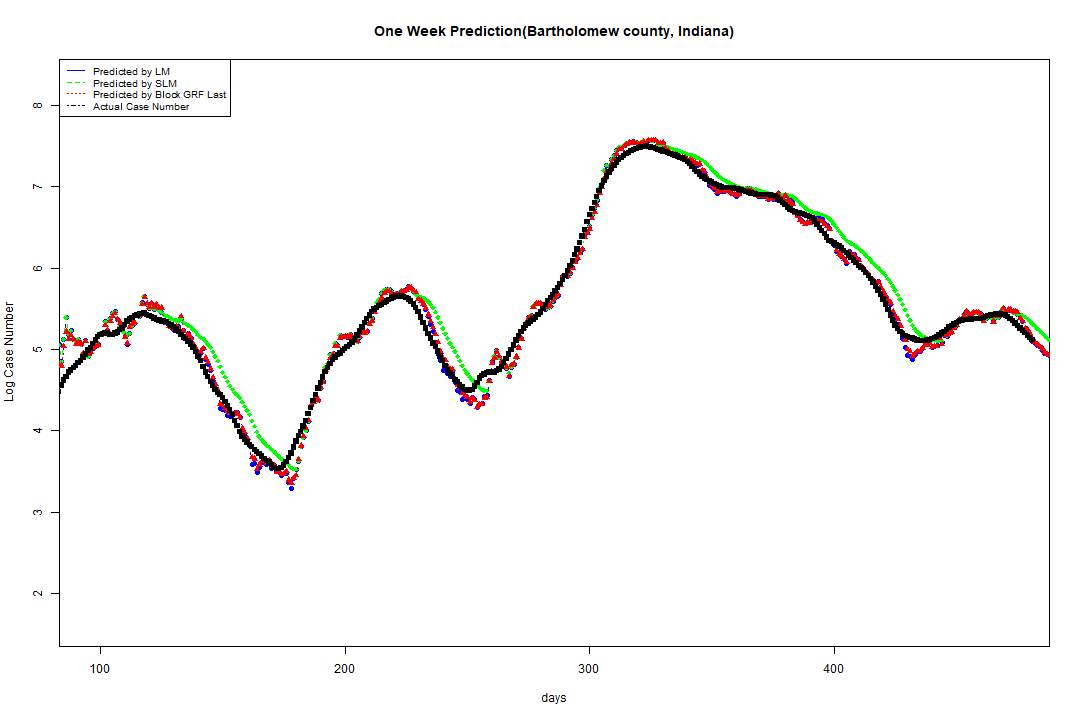 One Week Prediction(Bartholomew county, Indiana)
Predicted by LM
Predicted by SLM
Predicted by Block GRF Last
Actual Case Number
8
7
6
5
4
3
2
Log Case Number
100 200 300 400
days